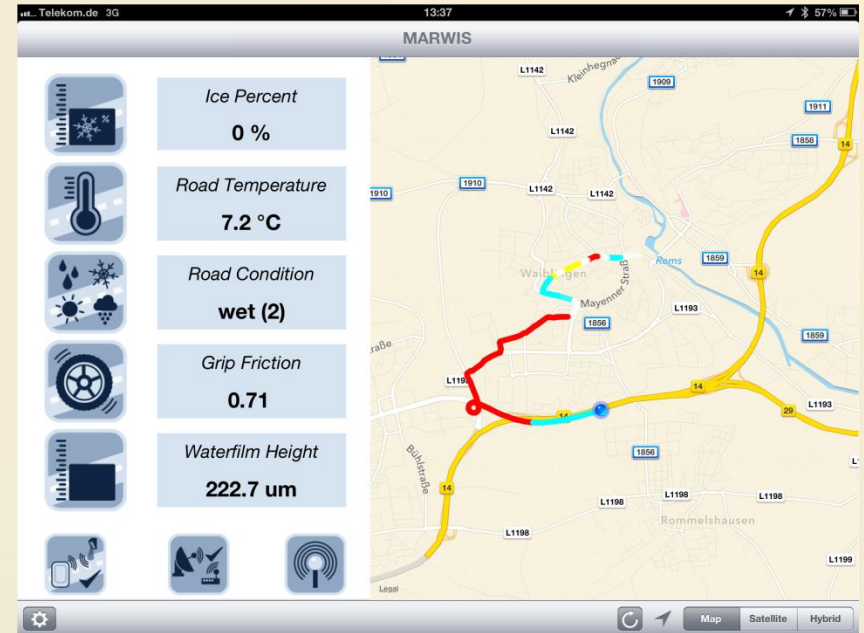 Telekom.de 3G 13:37 57%
MARWIS
Ice Percent
0 %
Road Temperature
7.2 °C
Road Condition
wet (2)
Grip Friction
0.71
Waterfilm Height
222.7 um
L1142
1909
1911
L1142
1858
14
1910
1910
L1142
L1142
Rems
1859
14
Mayenner Straß
L1193
1856
1859
raße
14
L1193
14
29
L1193
Bühlstraße
1856
14
L1198
L1198
L1198
Rommelshausen
L1198
L1199
Legal
Map Satellite Hybrid